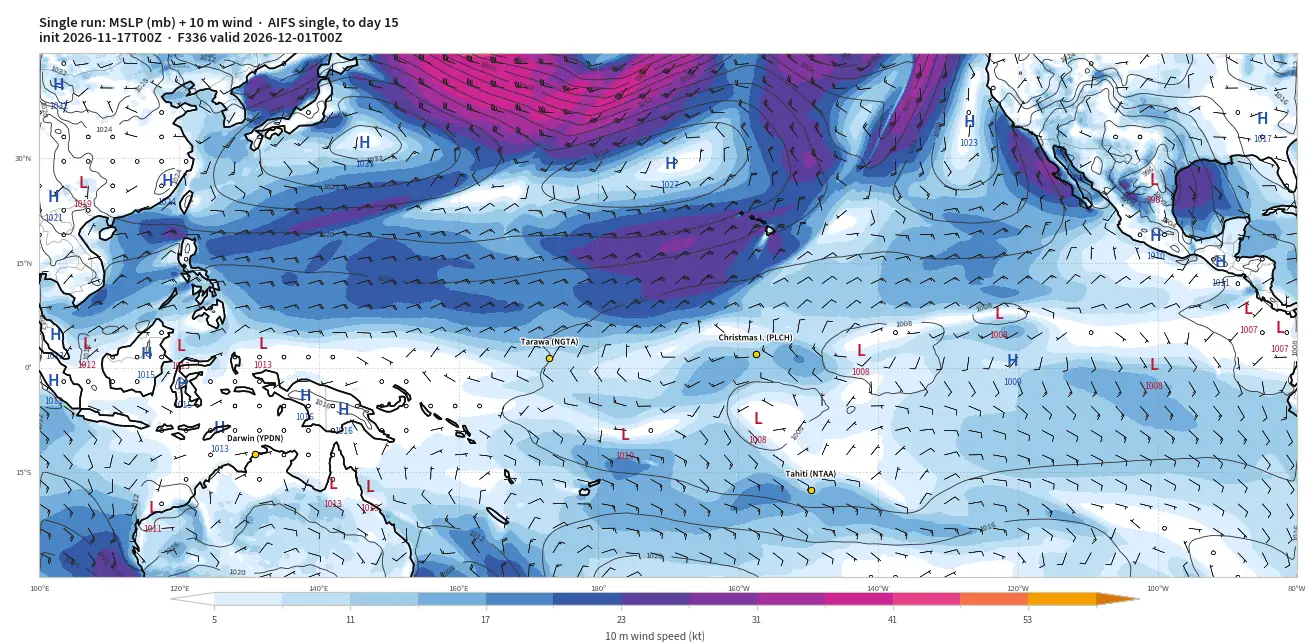 Single run: MSLP (mb) + 10 m wind · AIFS single, to day 15
init 2026-11-17T00Z · F336 valid 2026-12-01T00Z
H
H 1023
H 1017
H
H 1027
L 1019
H 1021
H
L
H
H 1011
L 1007
L 1007
L 1008
H 1009
L 1008
L 1008
L 1008
L 1010
L 1012
H 1015
L 1013
L 1013
H
H
H
H 1013
L 1013
L
L 1011
Tarawa (NGTA)
Christmas I. (PLCH)
Darwin (YPDN)
Tahiti (NTAA)
1024
1008
1008
1016
1020
1020
30°N
15°N
0°
15°S
100°E 120°E 140°E 160°E 180° 160°W 140°W 120°W 100°W 80°W
5 11 17 23 31 41 53
10 m wind speed (kt)